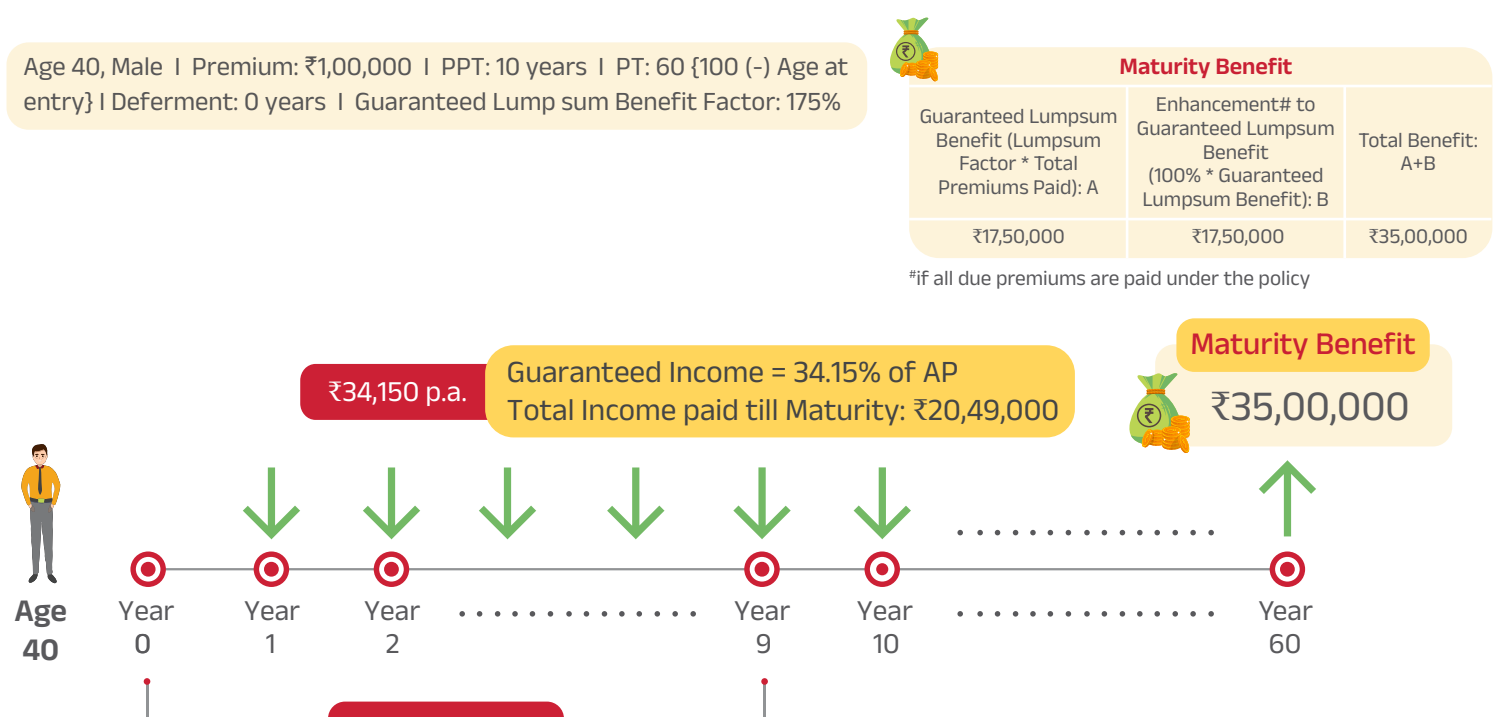 Age 40, Male I Premium: ₹1,00,000 I PPT: 10 years I PT: 60 {100 (-) Age at
entry} I Deferment: 0 years I Guaranteed Lump sum Benefit Factor: 175%
₹
Maturity Benefit
Guaranteed Lumpsum
Benefit (Lumpsum
Factor * Total
Premiums Paid): A
Enhancement# to
Guaranteed Lumpsum
Benefit
(100% * Guaranteed
Lumpsum Benefit): B
Total Benefit:
A+B
₹17,50,000
₹17,50,000
₹35,00,000
#if all due premiums are paid under the policy
₹34,150 p.a.
Guaranteed Income = 34.15% of AP
Total Income paid till Maturity: ₹20,49,000
Maturity Benefit
₹
₹35,00,000
Age
40
Year
0
Year
1
Year
2
Year
9
Year
10
Year
60